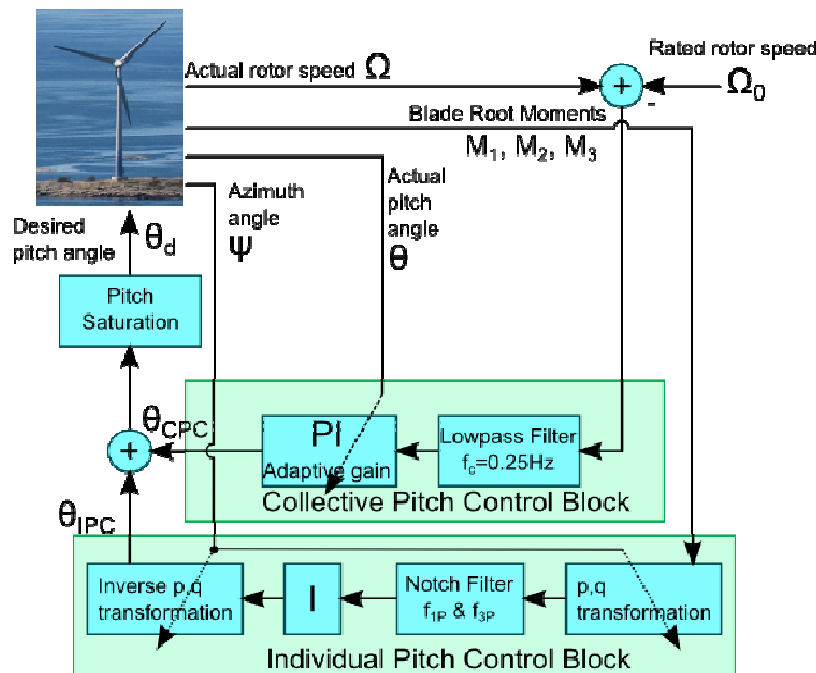 Rated rotor speed
Actual rotor speed Ω
+
-
Ω0
Blade Root Moments
M1, M2, M3
Azimuth
angle
Ψ
Actual
pitch
angle
θ
Desired
pitch angle
θd
Pitch
Saturation
θCPC
+
PI
Adaptive gain
Lowpass Filter
fc=0.25Hz
Collective Pitch Control Block
θIPC
Inverse p,q
transformation
I
Notch Filter
f1P & f3P
p,q
transformation
Individual Pitch Control Block